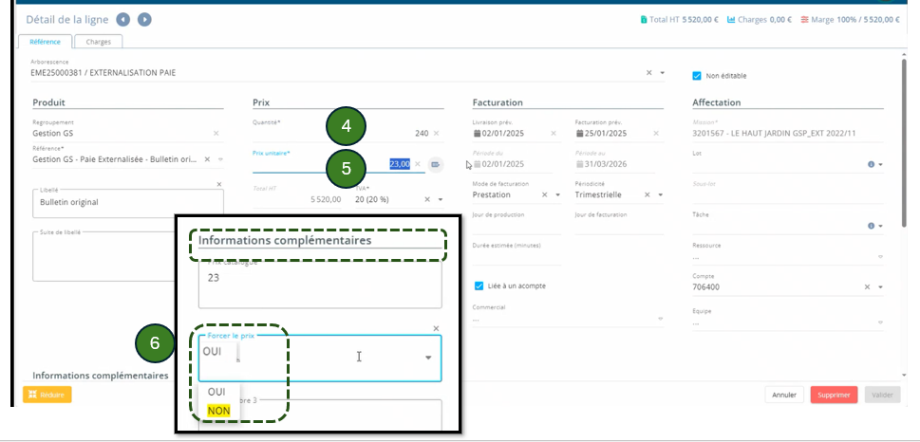 Détail de la ligne
Total HT 5 520,00 € Charges 0,00 € Marge 100% / 5 520,00 €
Référence Charges
Arborescence
EME25000381 / EXTERNALISATION PAIE
Non éditable
Produit Prix Facturation Affectation
Regroupement
Gestion GS
Quantité*
4
240
Livraison prév.
02/01/2025
Facturation prév.
25/01/2025
Mission*
3201567 - LE HAUT JARDIN GSP_EXT 2022/11
Référence*
Gestion GS - Paie Externalisée - Bulletin ori...
Prix unitaire*
5
23,00
Période du
02/01/2025
Période au
31/03/2026
Lot
Libellé
Bulletin original
Total HT
5 520,00
TVA*
20 (20 %)
Mode de facturation
Prestation
Périodicité
Trimestrielle
Sous-lot
Suite de libellé
Jour de production
Jour de facturation
Tâche
Durée estimée (minutes)
Ressource
...
Liée à un acompte
Compte
706400
Commercial
...
Equipe
...
Informations complémentaires
Prix catalogue
23
6
Forcer le prix
OUI
OUI
NON
bre 3
Informations complémentaires
Réduire
Annuler Supprimer Valider